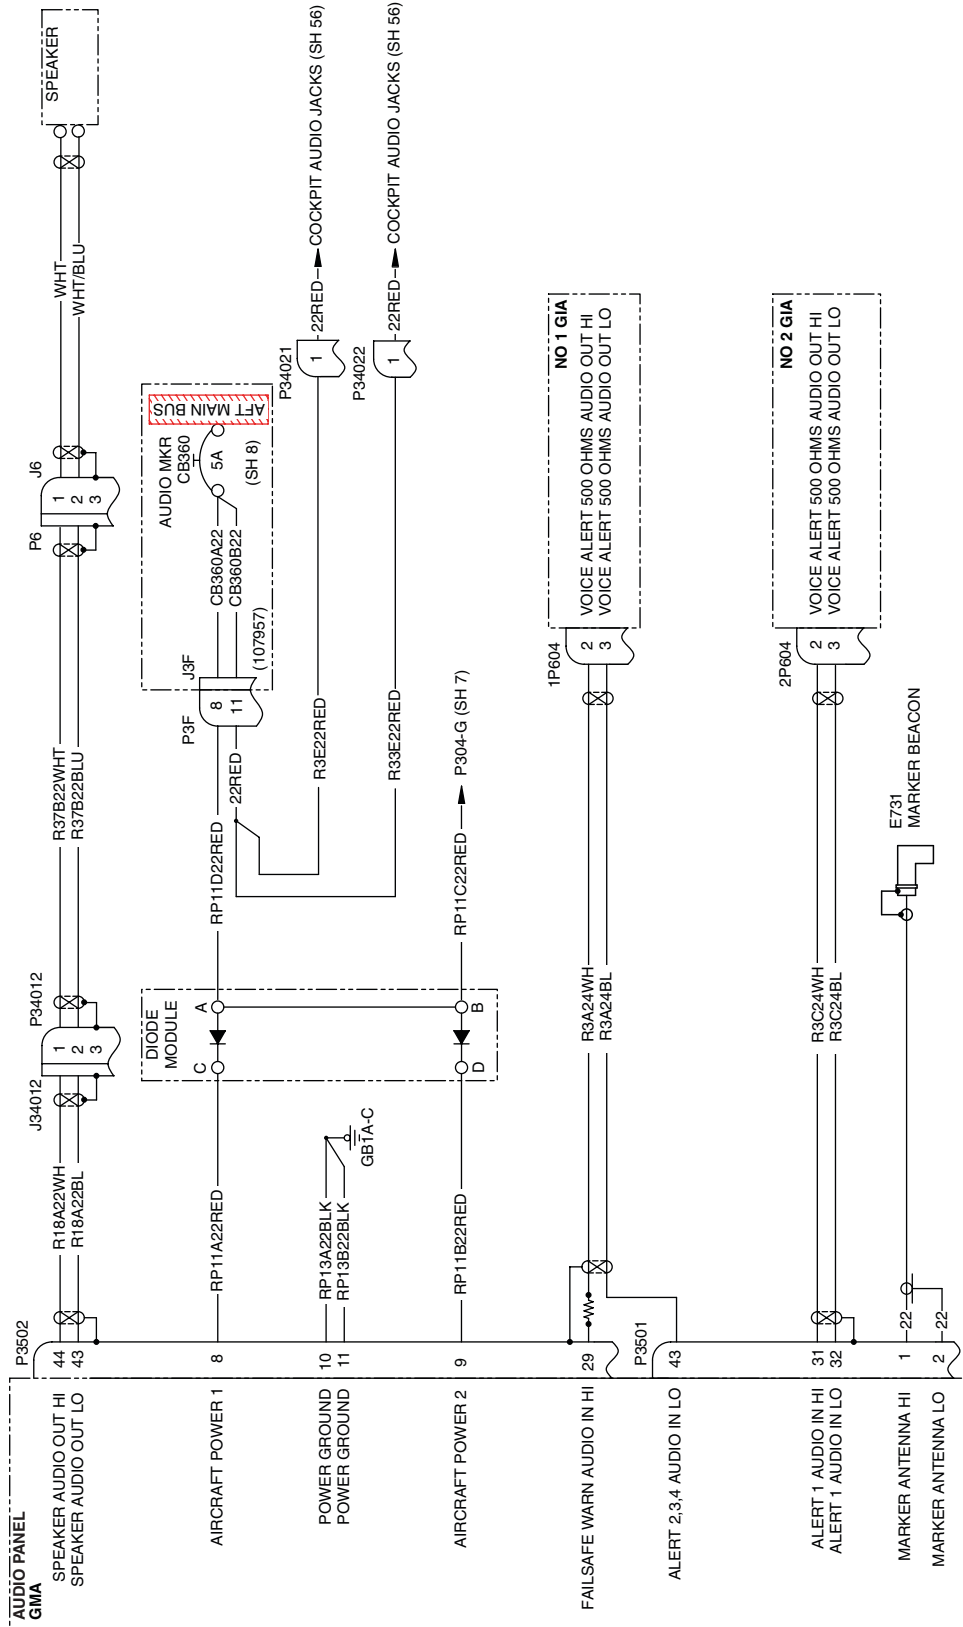 AUDIO PANEL
GMA
SPEAKER AUDIO OUT HI
SPEAKER AUDIO OUT LO
P3502
44
43
R18A22WH
R18A22BL
J34012
P34012
1
2
3
R37B22WHT
R37B22BLU
P6
J6
1
2
3
WHT
WHT/BLU
SPEAKER
AIRCRAFT POWER 1
8
RP11A22RED
DIODE
MODULE
C
A
RP11D22RED
P3F
J3F
8
11
22RED
CB360A22
CB360B22
(107957)
AUDIO MKR
CB360
5A
(SH 8)
AFT MAIN BUS
R3E22RED
P34021
1
22RED
COCKPIT AUDIO JACKS (SH 56)
R33E22RED
P34022
1
22RED
COCKPIT AUDIO JACKS (SH 56)
POWER GROUND
POWER GROUND
10
11
RP13A22BLK
RP13B22BLK
GB1A-C
AIRCRAFT POWER 2
9
RP11B22RED
D
B
RP11C22RED
P304-G (SH 7)
FAILSAFE WARN AUDIO IN HI
29
R3A24WH
R3A24BL
1P604
2
3
NO 1 GIA
VOICE ALERT 500 OHMS AUDIO OUT HI
VOICE ALERT 500 OHMS AUDIO OUT LO
P3501
ALERT 2,3,4 AUDIO IN LO
43
ALERT 1 AUDIO IN HI
ALERT 1 AUDIO IN LO
31
32
R3C24WH
R3C24BL
2P604
2
3
NO 2 GIA
VOICE ALERT 500 OHMS AUDIO OUT HI
VOICE ALERT 500 OHMS AUDIO OUT LO
MARKER ANTENNA HI
1
22
MARKER ANTENNA LO
2
22
E731
MARKER BEACON